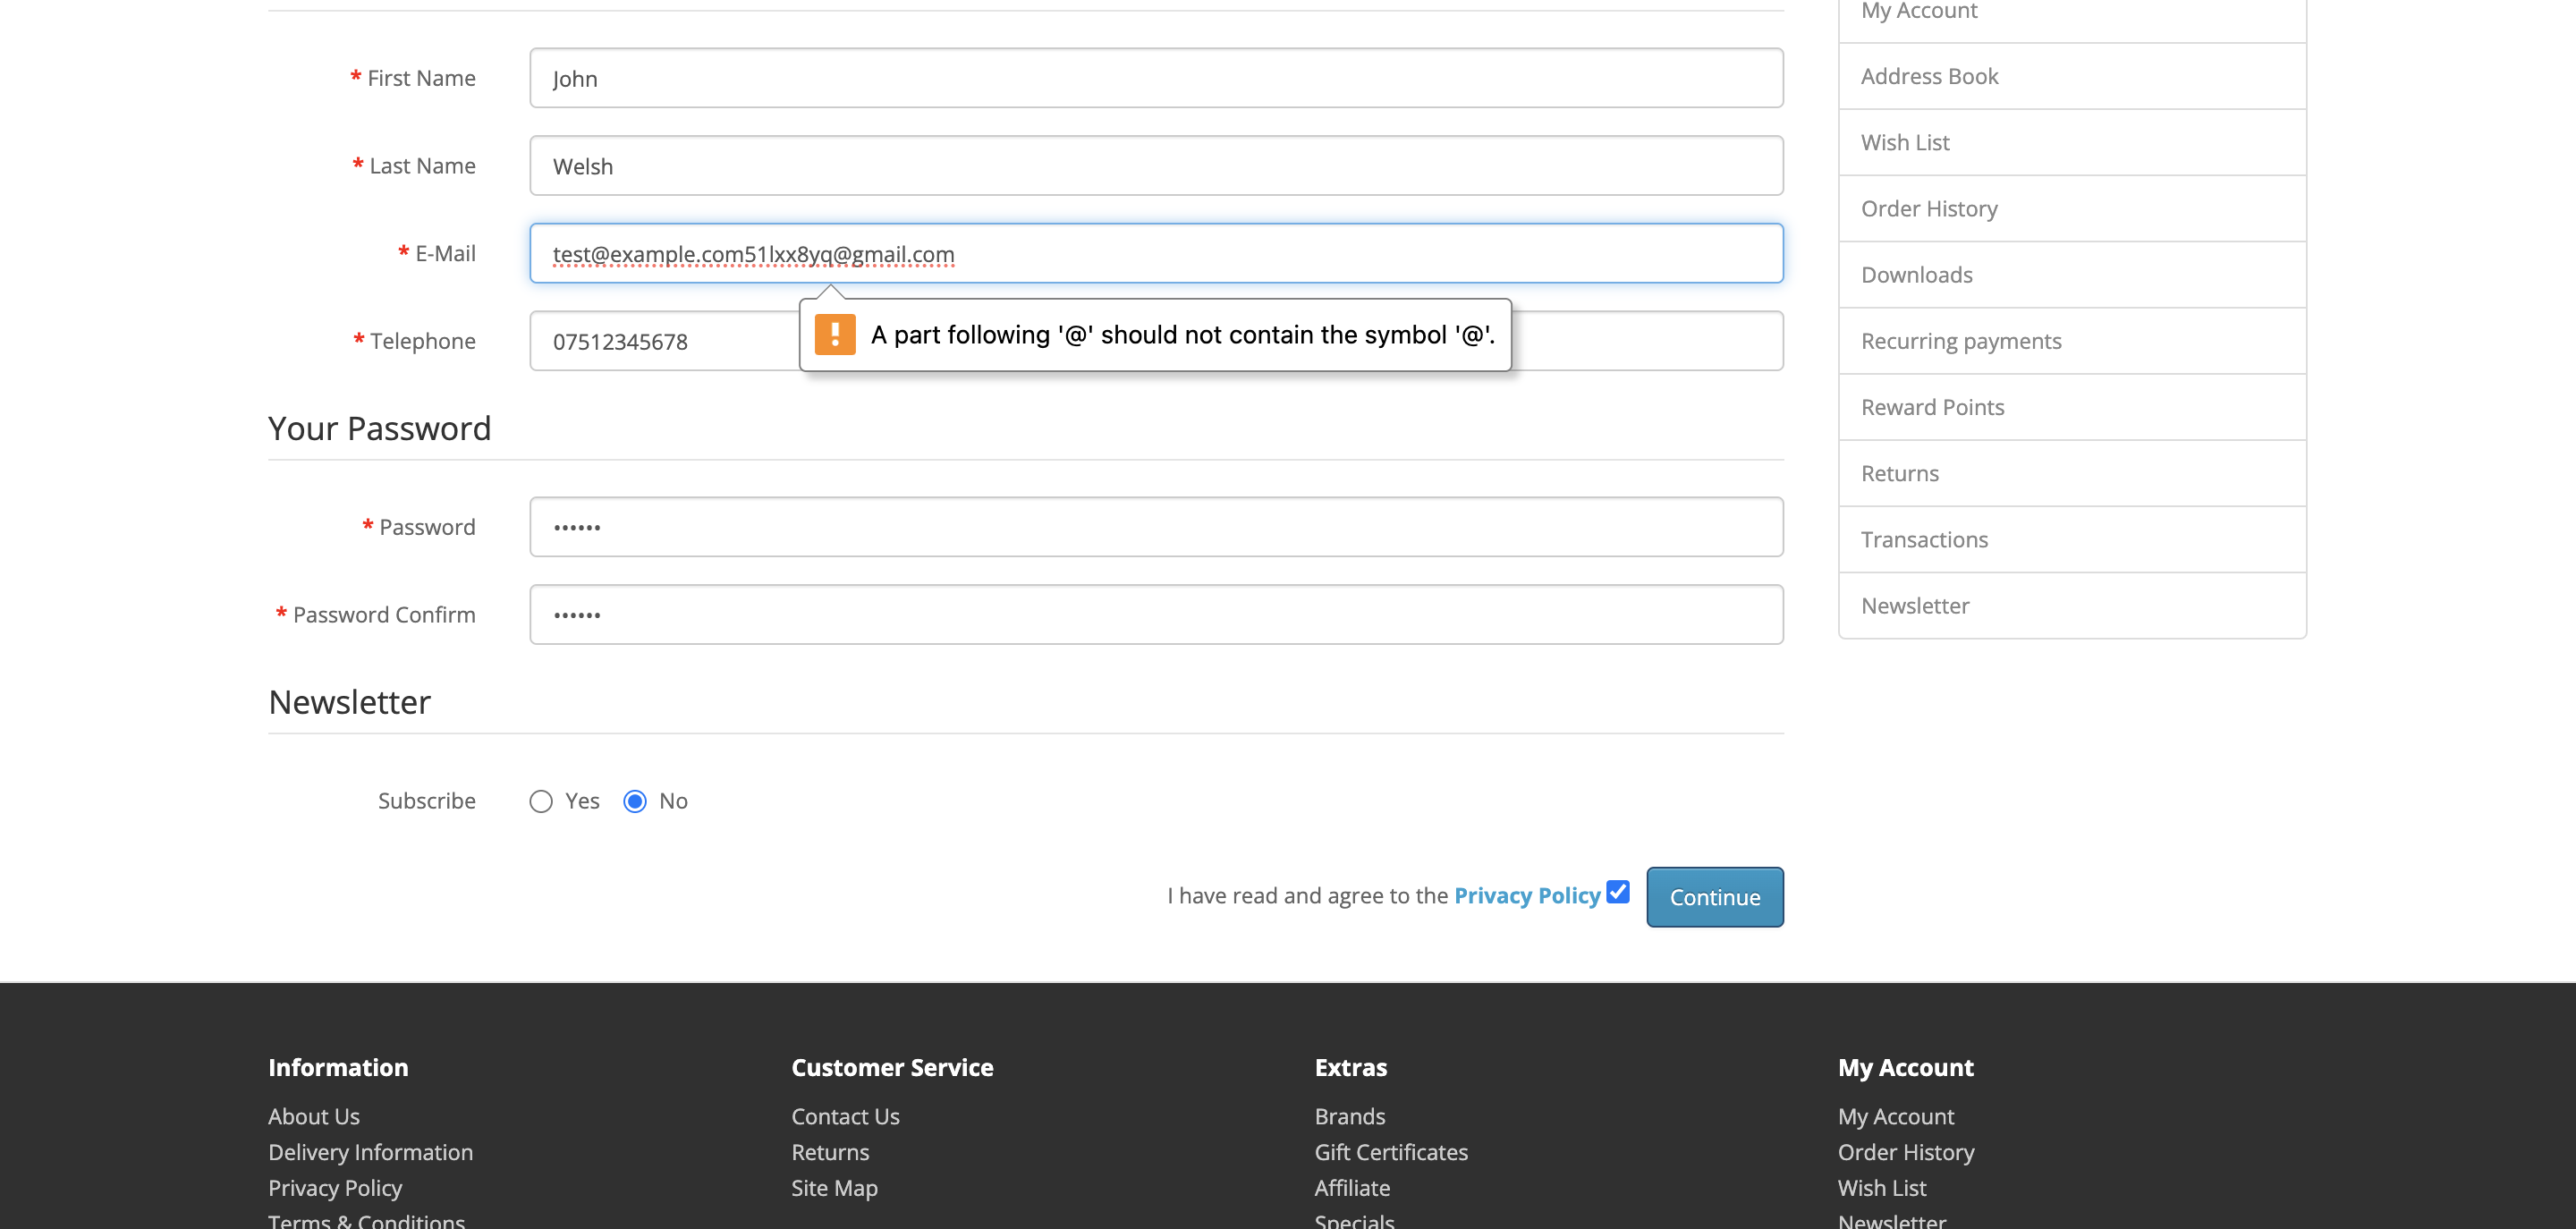 My Account
* First Name
John
Address Book
Wish List
* Last Name
Welsh
Order History
* E-Mail
test@example.com51lxx8yq@gmail.com
Downloads
A part following '@' should not contain the symbol '@'.
* Telephone
07512345678
Recurring payments
Reward Points
Your Password
Returns
* Password
••••••
Transactions
* Password Confirm
••••••
Newsletter
Newsletter
Subscribe
Yes
No
I have read and agree to the Privacy Policy
Continue
Information
About Us
Delivery Information
Privacy Policy
Terms & Conditions
Customer Service
Contact Us
Returns
Site Map
Extras
Brands
Gift Certificates
Affiliate
Specials
My Account
My Account
Order History
Wish List
Newsletter